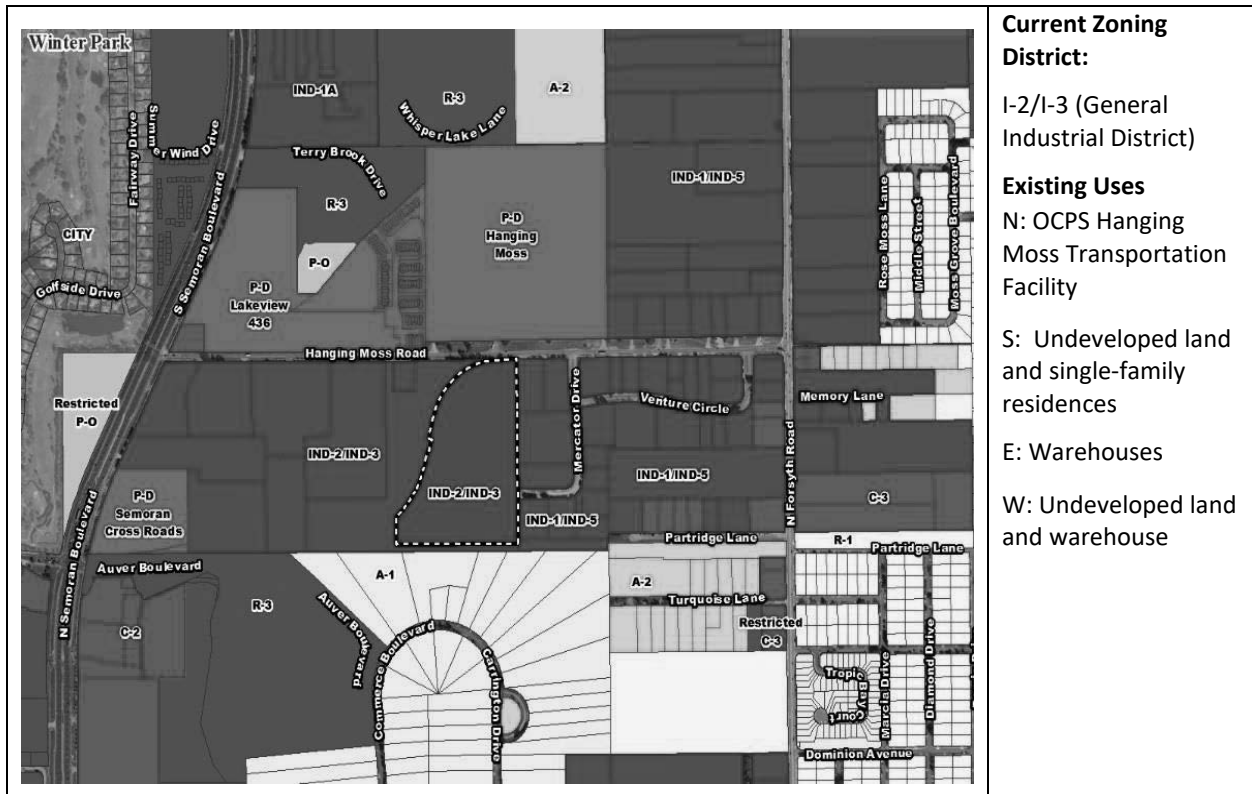 Winter Park
IND-1A
R-3
Whisper Lake Lane
A-2
Fairway Drive
Summ
er Wind Drive
Terry Brook Drive
R-3
IND-1/IND-5
S Semoran Boulevard
CITY
P-O
P-D
Hanging
Moss
Rose Moss Lane
Middle Street
Moss Grove Boulevard
Golfside Drive
P-D
Lakeview
436
Hanging Moss Road
Restricted
P-O
Mercator Drive
Venture Circle
Memory Lane
IND-2/IND-3
IND-2/IND-3
IND-1/IND-5
IND-1/IND-5
N Forsyth Road
C-3
P-D
Semoran
Cross Roads
N Semoran Boulevard
Partridge Lane
R-1
Partridge Lane
Auver Boulevard
A-1
A-2
R-3
Auver Boulevard
Turquoise Lane
Restricted
C-3
C-2
Commerce Boulevard
Carrington Drive
Tropic
Bay
Court
Marcia Drive
Diamond Drive
Dominion Avenue
Current Zoning
District:
I-2/I-3 (General
Industrial District)
Existing Uses
N: OCPS Hanging
Moss Transportation
Facility
S: Undeveloped land
and single-family
residences
E: Warehouses
W: Undeveloped land
and warehouse